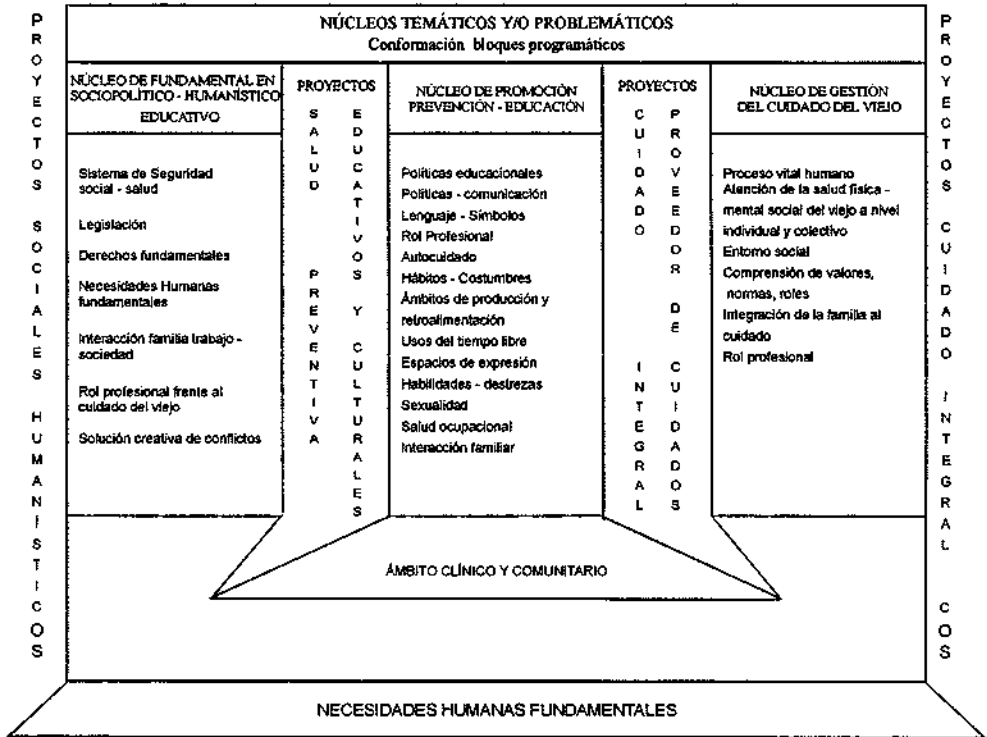 NÚCLEOS TEMÁTICOS Y/O PROBLEMÁTICOS
Conformación bloques programáticos
PROYECTOS SOCIALES HUMANISTICOS
NÚCLEO DE FUNDAMENTAL EN
SOCIOPOLÍTICO - HUMANÍSTICO
EDUCATIVO
Sistema de Seguridad
social - salud
Legislación
Derechos fundamentales
Necesidades Humanas
fundamentales
Interacción familia trabajo -
sociedad
Rol profesional frente al
cuidado del viejo
Solución creativa de conflictos
PROYECTOS
SALUD PREVENTIVA
EDUCATIVOS Y CULTURALES
NÚCLEO DE PROMOCIÓN
PREVENCIÓN - EDUCACIÓN
Políticas educacionales
Políticas - comunicación
Lenguaje - Símbolos
Rol Profesional
Autocuidado
Hábitos - Costumbres
Ámbitos de producción y
retroalimentación
Usos del tiempo libre
Espacios de expresión
Habilidades - destrezas
Sexualidad
Salud ocupacional
Interacción familiar
PROYECTOS
CUIDADO INTEGRAL
PROVEEDOR DE CUIDADOS
NÚCLEO DE GESTIÓN
DEL CUIDADO DEL VIEJO
Proceso vital humano
Atención de la salud física -
mental social del viejo a nivel
individual y colectivo
Entorno social
Comprensión de valores,
normas, roles
Integración de la familia al
cuidado
Rol profesional
PROYECTOS CUIDADO INTEGRAL COS
ÁMBITO CLÍNICO Y COMUNITARIO
NECESIDADES HUMANAS FUNDAMENTALES